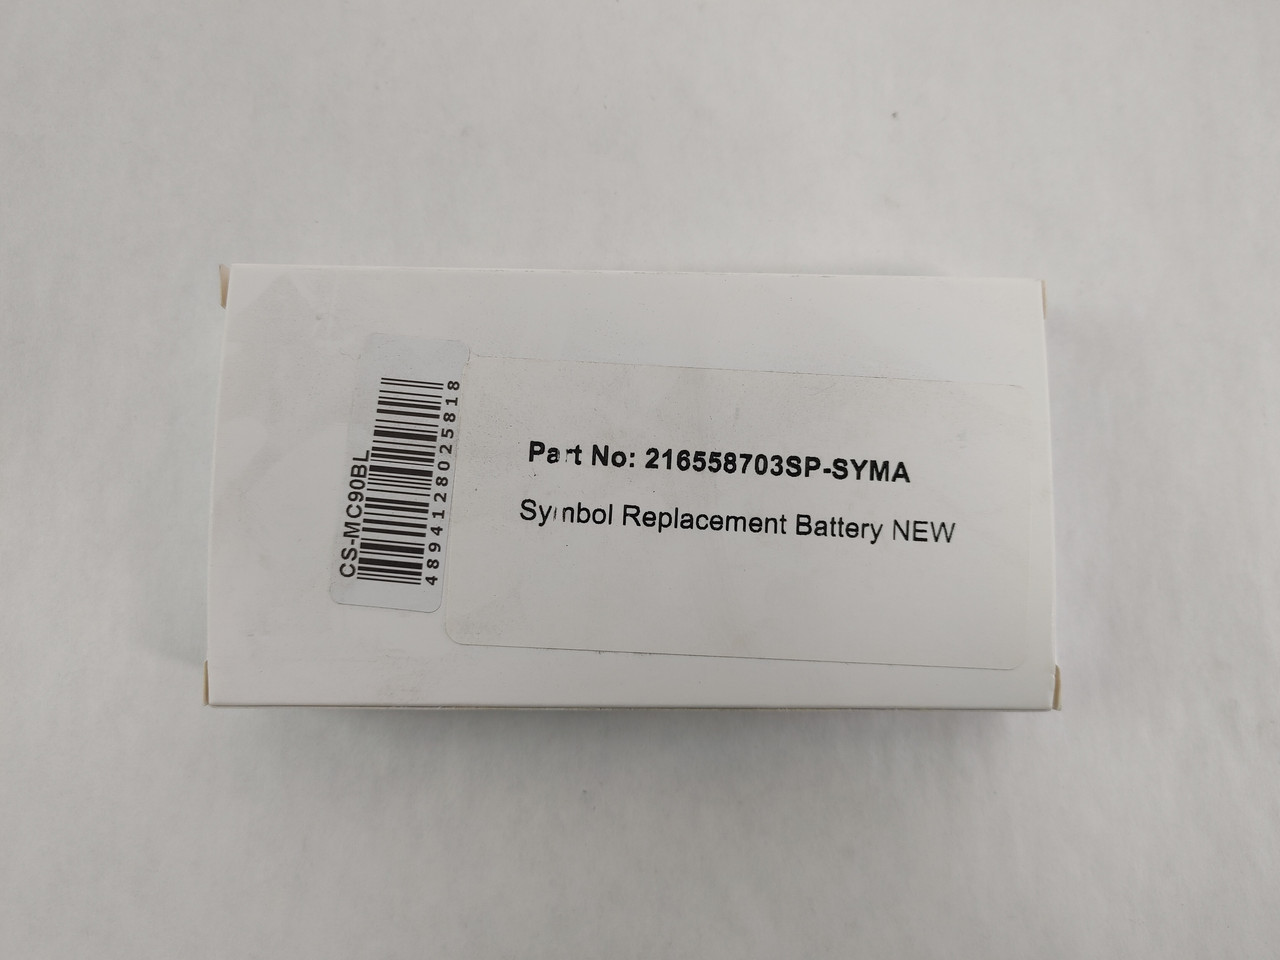 CS-MC90BL
4894128025818
Part No: 216558703SP-SYMA
Symbol Replacement Battery NEW